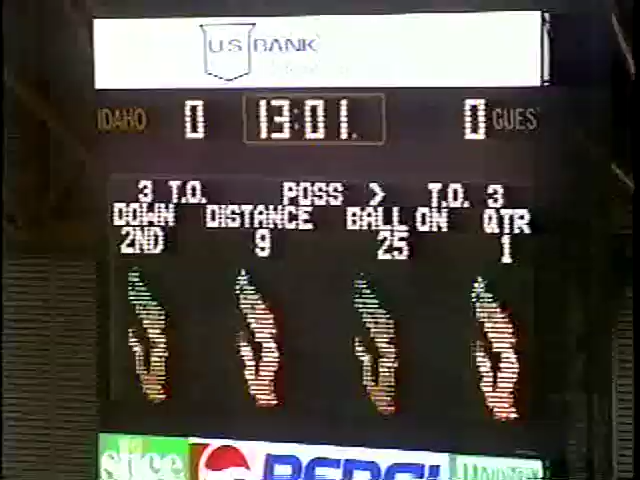 U.S. BANK
IDAHO 0 13:01 0 GUES
3 T.O. POSS > T.O. 3
DOWN DISTANCE BALL ON QTR
2ND 9 25 1
slice PEPSI